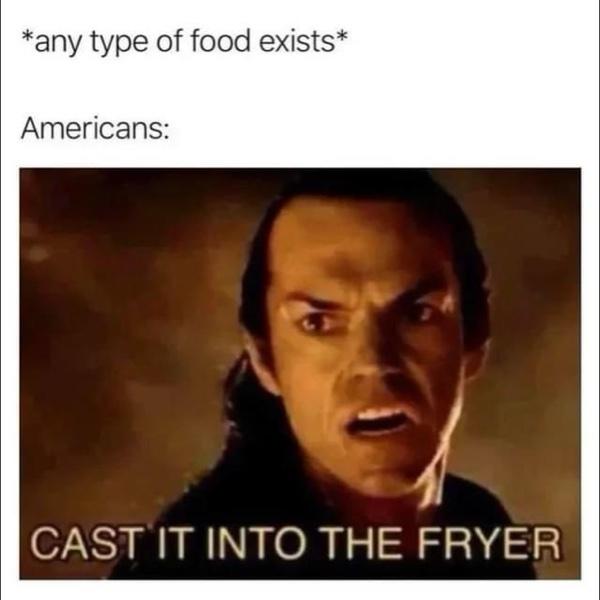 *any type of food exists*
Americans:
CAST IT INTO THE FRYER